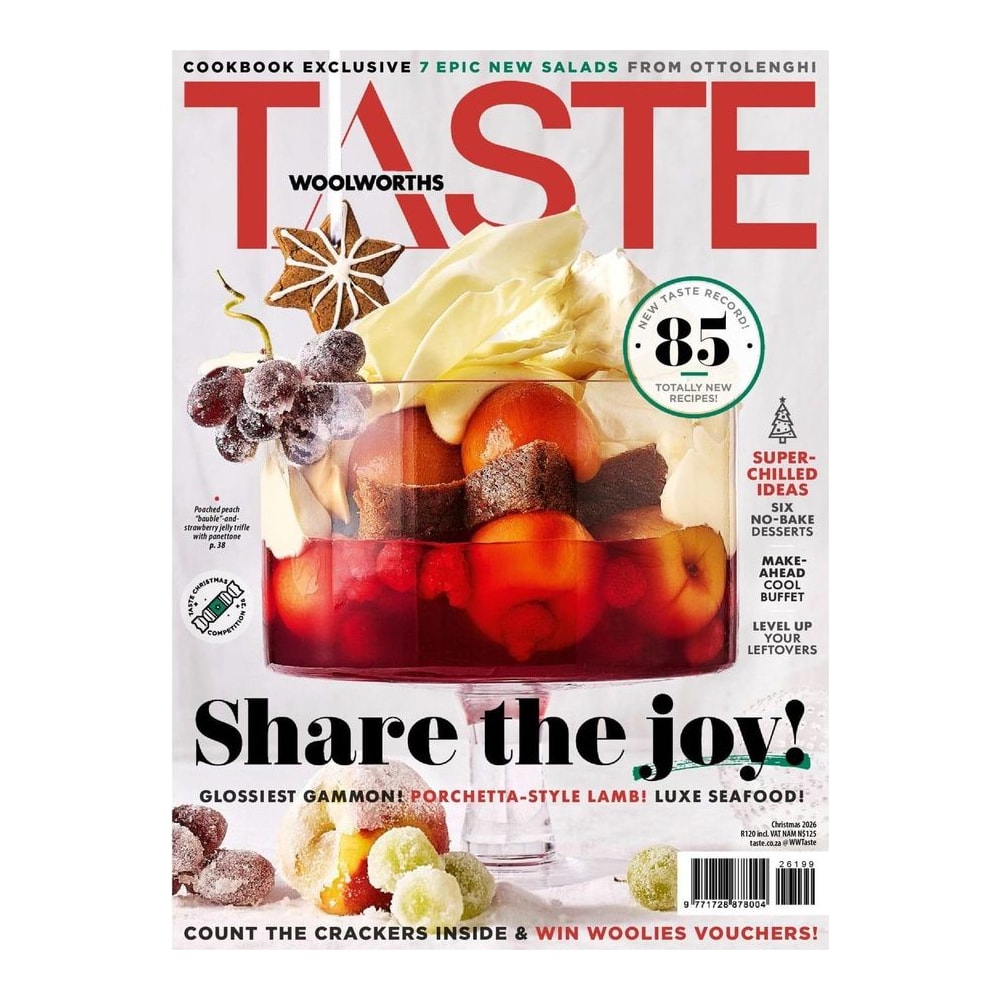 COOKBOOK EXCLUSIVE 7 EPIC NEW SALADS FROM OTTOLENGHI
TASTE
WOOLWORTHS
NEW TASTE RECORD!
85
TOTALLY NEW
RECIPES!
SUPER-
CHILLED
IDEAS
SIX
NO-BAKE
DESSERTS
MAKE-
AHEAD
COOL
BUFFET
LEVEL UP
YOUR
LEFTOVERS
Poached peach
"bauble"-and-
strawberry jelly trifle
with panettone
p. 38
TASTE CHRISTMAS
COMPETITION
Share the joy!
GLOSSIEST GAMMON! PORCHETTA-STYLE LAMB! LUXE SEAFOOD!
Christmas 2026
R120 incl. VAT NAM N$125
taste.co.za @WWTaste
26199
9 771728 878004
COUNT THE CRACKERS INSIDE & WIN WOOLIES VOUCHERS!